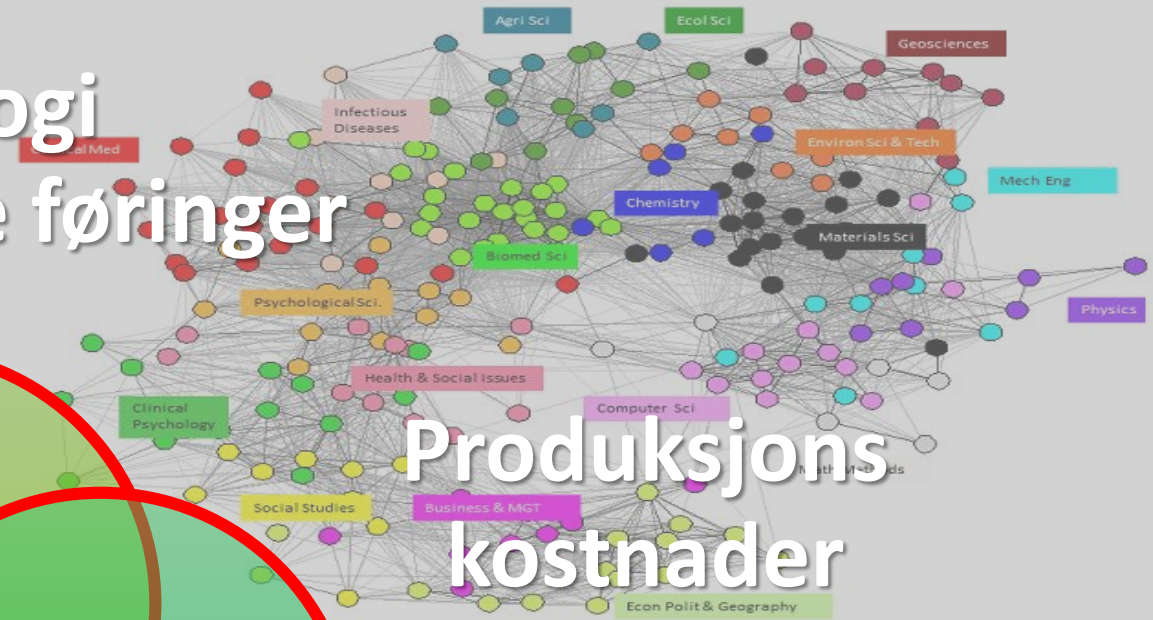 Agri Sci
Ecol Sci
Geosciences
ogi
Infectious
Diseases
Med
Environ Sci & Tech
Mech Eng
e føringer
Chemistry
Materials Sci
Biomed Sci
Psychological Sci.
Physics
Health & Social Issues
Clinical
Psychology
Computer Sci
Produksjons
Social Studies
Business & MGT
kostnader
Econ Polit & Geography